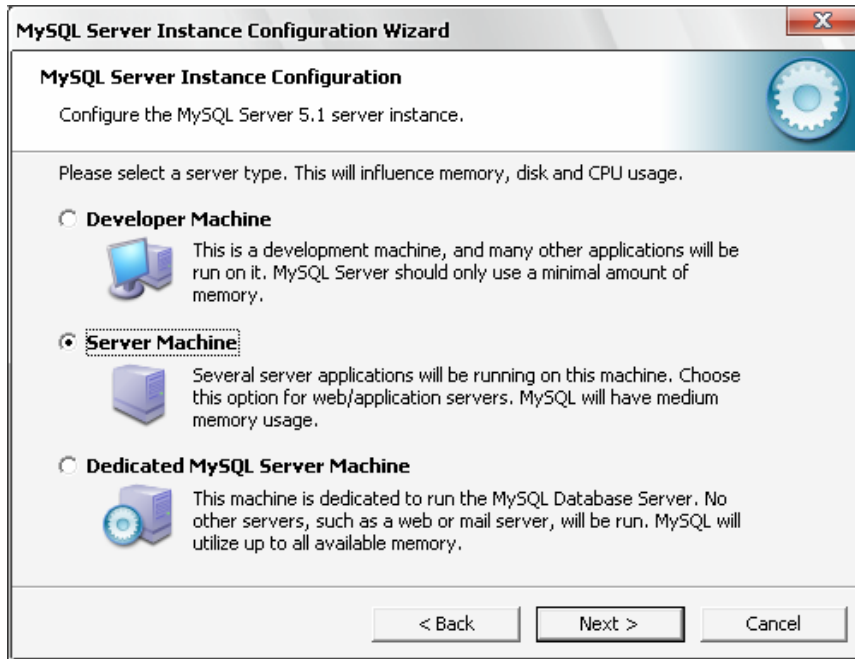 MySQL Server Instance Configuration Wizard
MySQL Server Instance Configuration
Configure the MySQL Server 5.1 server instance.
Please select a server type. This will influence memory, disk and CPU usage.
Developer Machine
This is a development machine, and many other applications will be
run on it. MySQL Server should only use a minimal amount of
memory.
Server Machine
Several server applications will be running on this machine. Choose
this option for web/application servers. MySQL will have medium
memory usage.
Dedicated MySQL Server Machine
This machine is dedicated to run the MySQL Database Server. No
other servers, such as a web or mail server, will be run. MySQL will
utilize up to all available memory.
< Back Next > Cancel